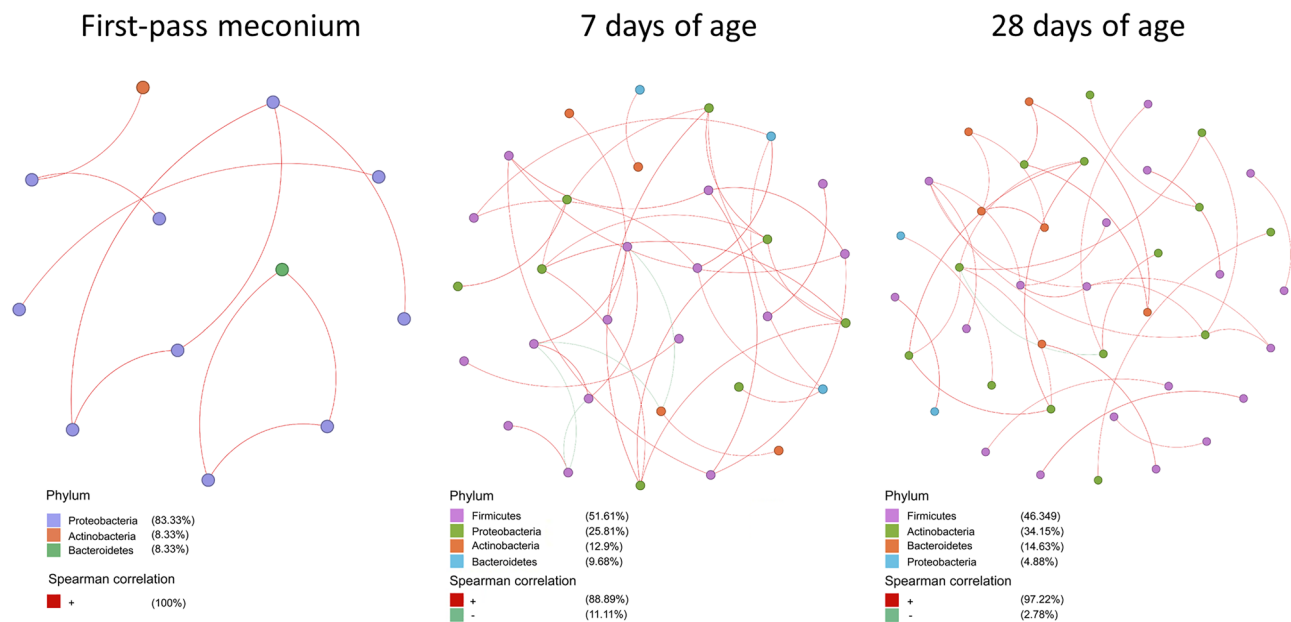 First-pass meconium
Phylum
Proteobacteria (83.33%)
Actinobacteria (8.33%)
Bacteroidetes (8.33%)
Spearman correlation
+ (100%)
7 days of age
Phylum
Firmicutes (51.61%)
Proteobacteria (25.81%)
Actinobacteria (12.9%)
Bacteroidetes (9.68%)
Spearman correlation
+ (88.89%)
- (11.11%)
28 days of age
Phylum
Firmicutes (46.349)
Actinobacteria (34.15%)
Bacteroidetes (14.63%)
Proteobacteria (4.88%)
Spearman correlation
+ (97.22%)
- (2.78%)